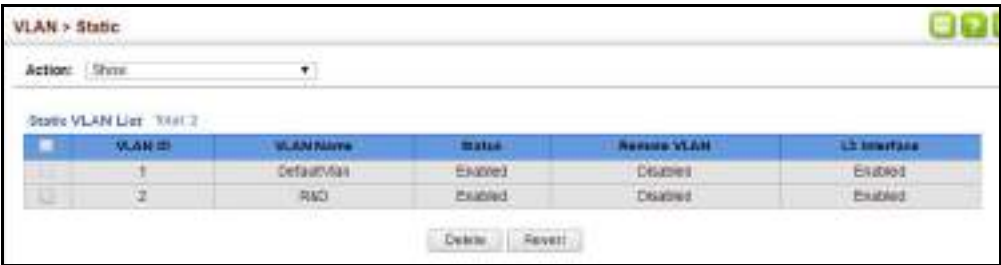 VLAN > Static
?
Action: Show
Static VLAN List Total: 2
VLAN ID VLAN Name Status Remote VLAN L3 Interface
1 DefaultVlan Enabled Disabled Enabled
2 R&D Enabled Disabled Enabled
Delete Revert